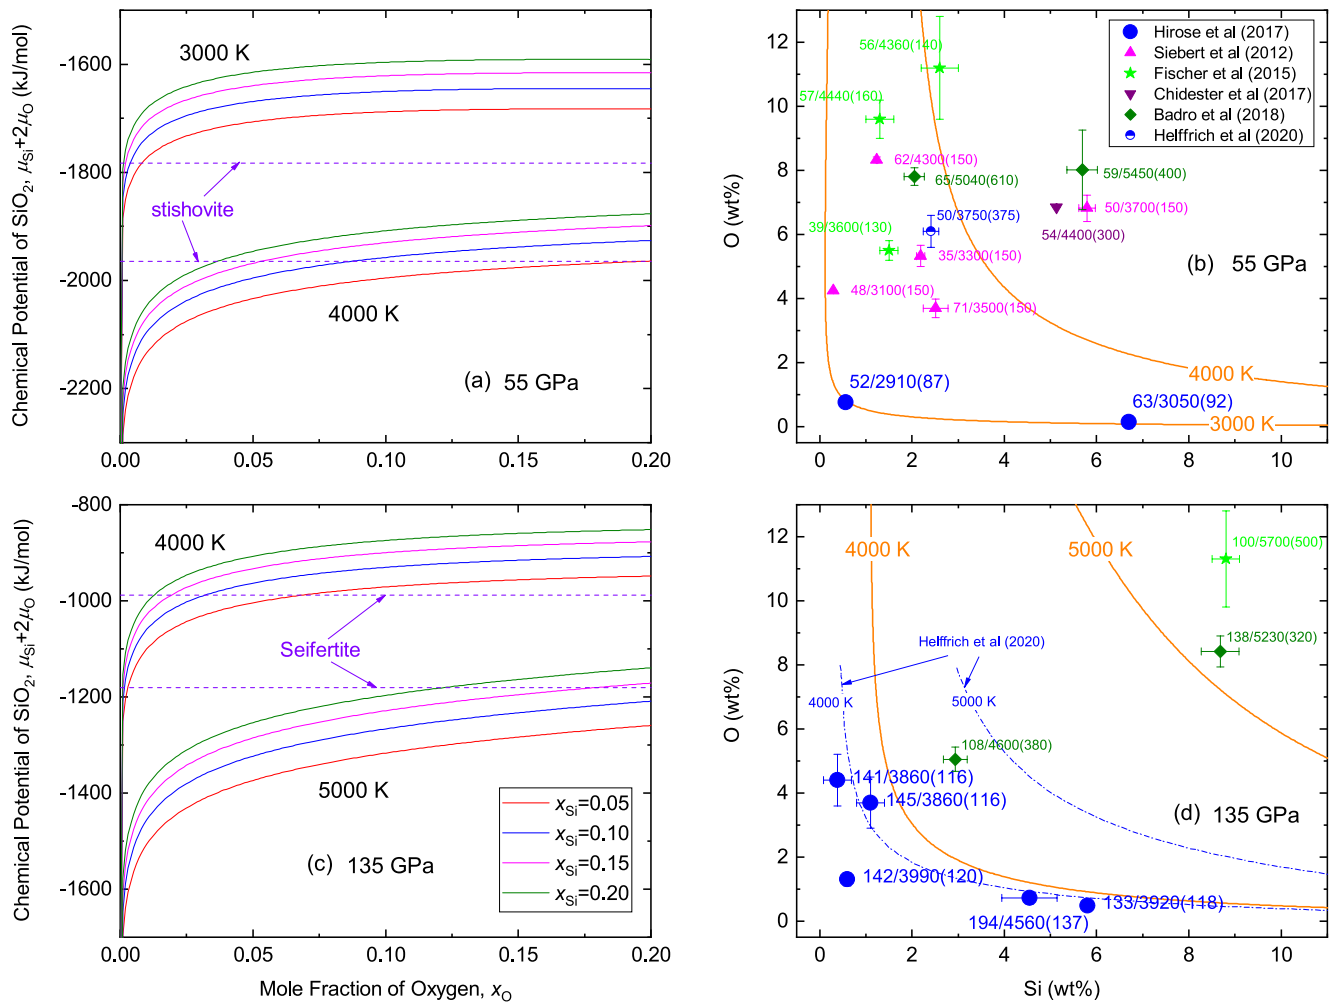 Chemical Potential of SiO2, μSi+2μO (kJ/mol)
-1600
-1800
-2000
-2200
3000 K
stishovite
4000 K
(a) 55 GPa
0.00
0.05
0.10
0.15
0.20
O (wt%)
12
10
8
6
4
2
0
Hirose et al (2017)
Siebert et al (2012)
Fischer et al (2015)
Chidester et al (2017)
Badro et al (2018)
Helffrich et al (2020)
56/4360(140)
57/4440(160)
62/4300(150)
65/5040(610)
59/5450(400)
50/3750(375)
50/3700(150)
39/3600(130)
54/4400(300)
35/3300(150)
48/3100(150)
71/3500(150)
(b) 55 GPa
52/2910(87)
4000 K
63/3050(92)
3000 K
0
2
4
6
8
10
Chemical Potential of SiO2, μSi+2μO (kJ/mol)
-800
-1000
-1200
-1400
-1600
4000 K
Seifertite
5000 K
(c) 135 GPa
xSi=0.05
xSi=0.10
xSi=0.15
xSi=0.20
0.00
0.05
0.10
0.15
0.20
Mole Fraction of Oxygen, xO
O (wt%)
12
10
8
6
4
2
0
4000 K
5000 K
100/5700(500)
Helffrich et al (2020)
138/5230(320)
4000 K
5000 K
108/4600(380)
141/3860(116)
145/3860(116)
(d) 135 GPa
142/3990(120)
133/3920(118)
194/4560(137)
0
2
4
6
8
10
Si (wt%)